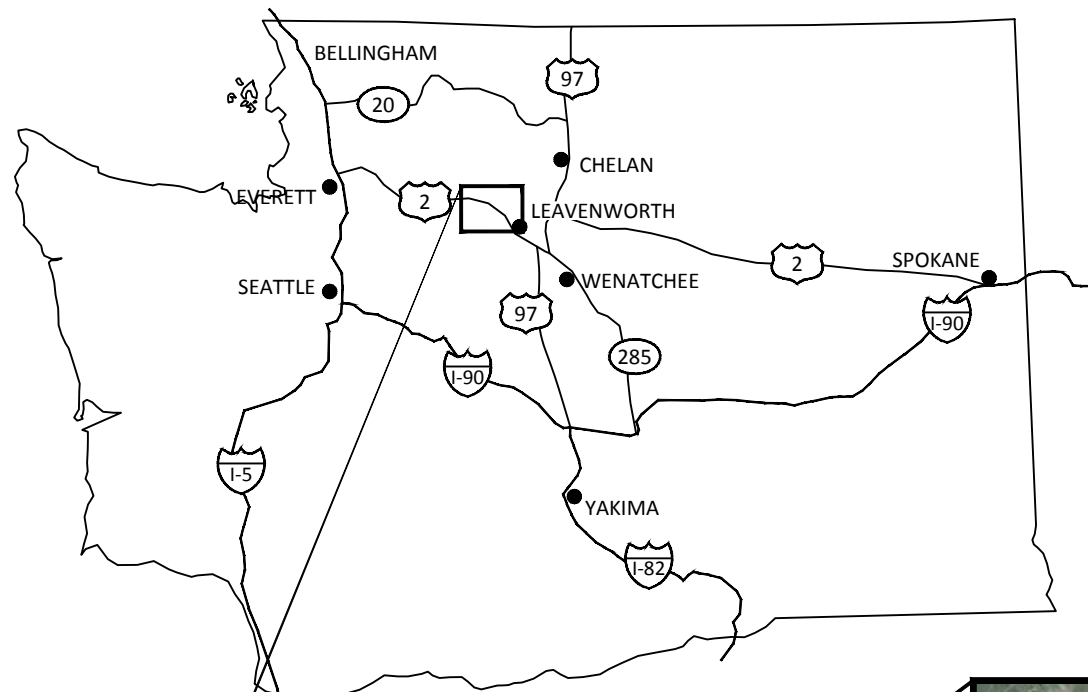 BELLINGHAM
97
20
CHELAN
EVERETT
2
LEAVENWORTH
SPOKANE
2
WENATCHEE
SEATTLE
97
I-90
285
I-90
I-5
YAKIMA
I-82